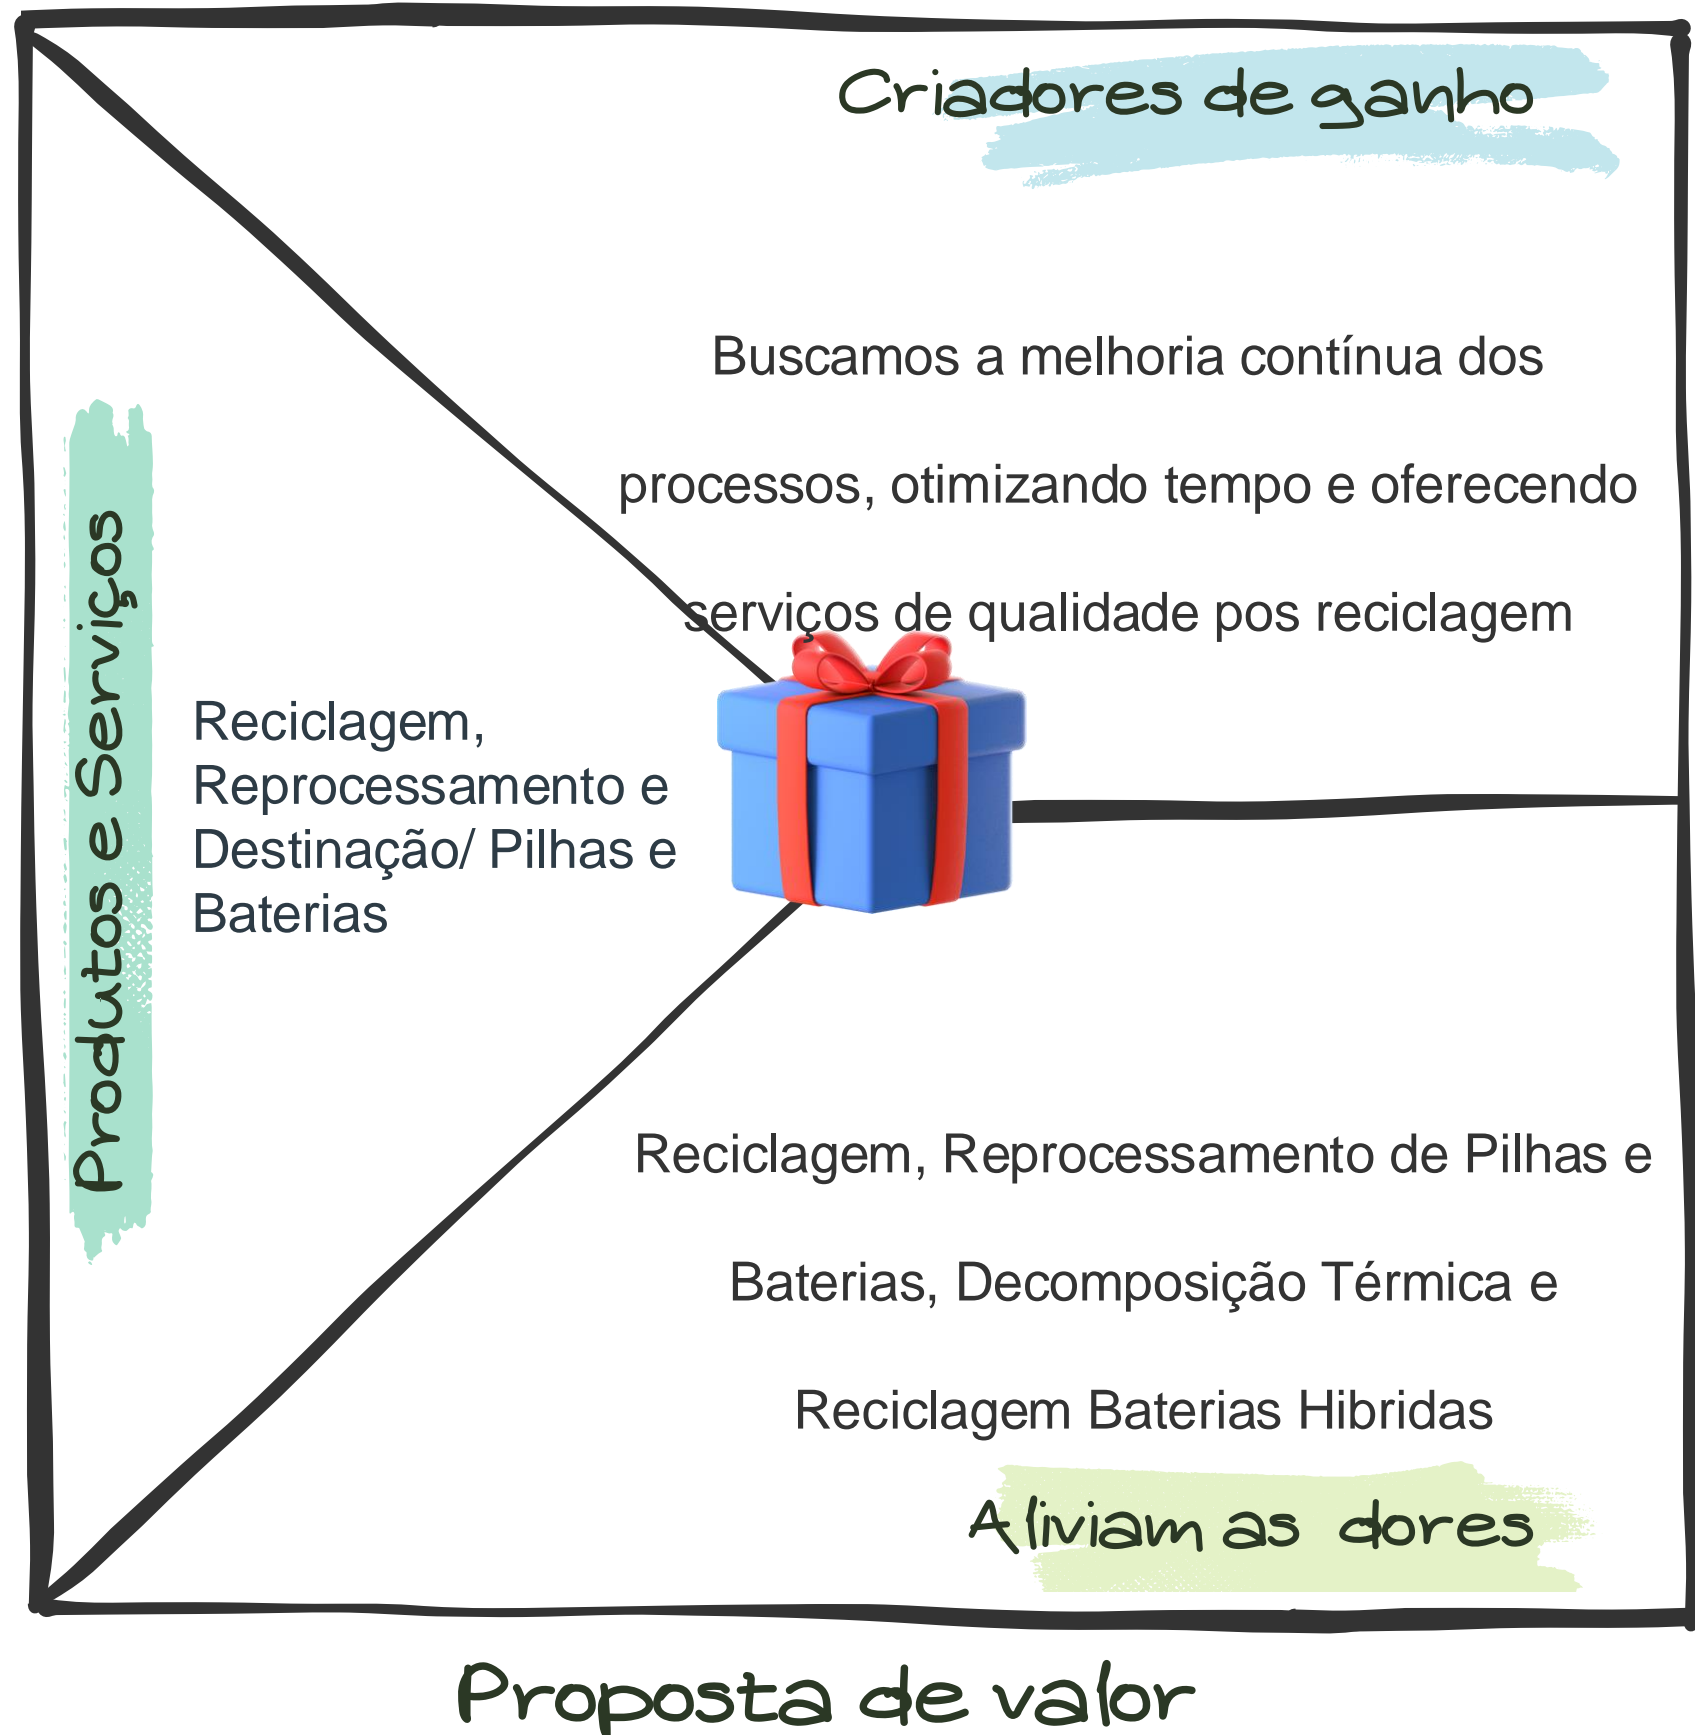 Criadores de ganho
Buscamos a melhoria contínua dos
processos, otimizando tempo e oferecendo
serviços de qualidade pos reciclagem
Produtos e Serviços
Reciclagem,
Reprocessamento e
Destinação/ Pilhas e
Baterias
Reciclagem, Reprocessamento de Pilhas e
Baterias, Decomposição Térmica e
Reciclagem Baterias Hibridas
Aliviam as dores
Proposta de valor